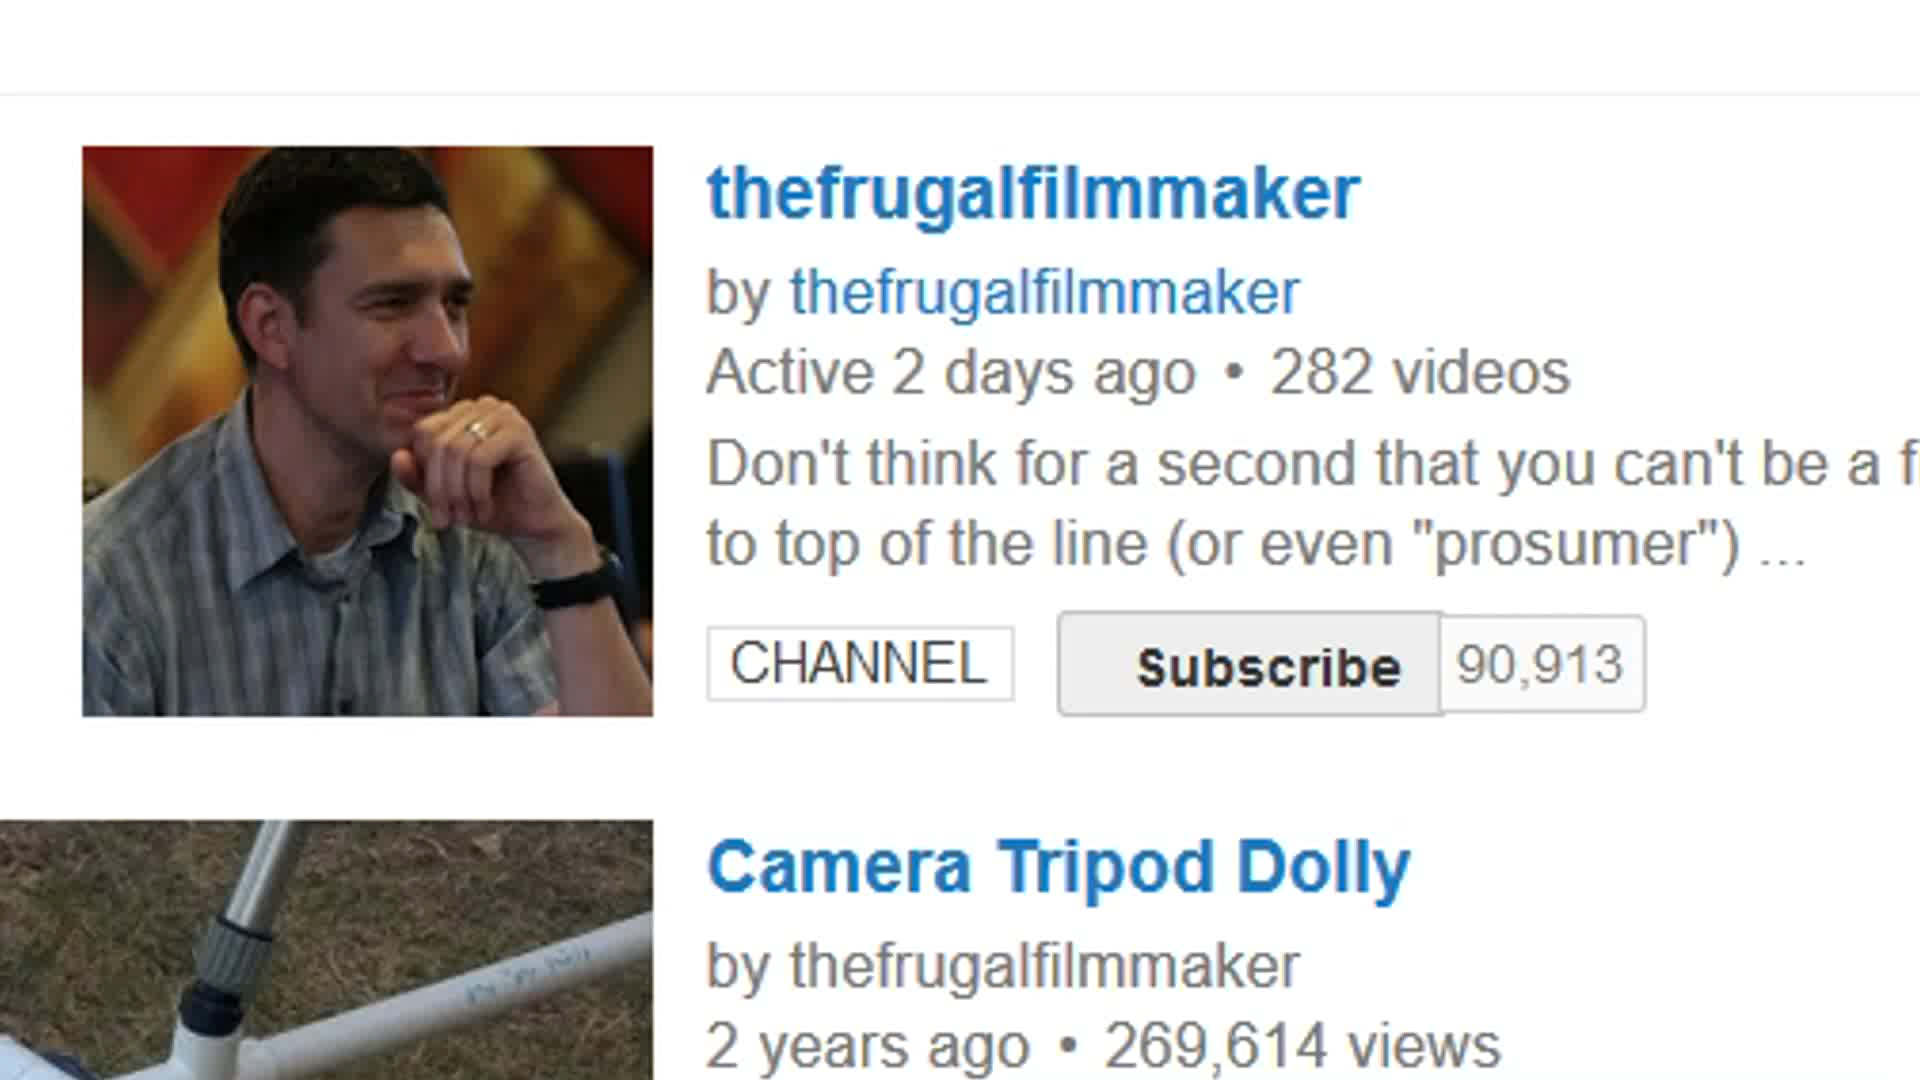 thefrugalfilmmaker
by thefrugalfilmmaker
Active 2 days ago • 282 videos
Don't think for a second that you can't be a
to top of the line (or even "prosumer") ...
CHANNEL
Subscribe 90,913
Camera Tripod Dolly
by thefrugalfilmmaker
2 years ago • 269,614 views